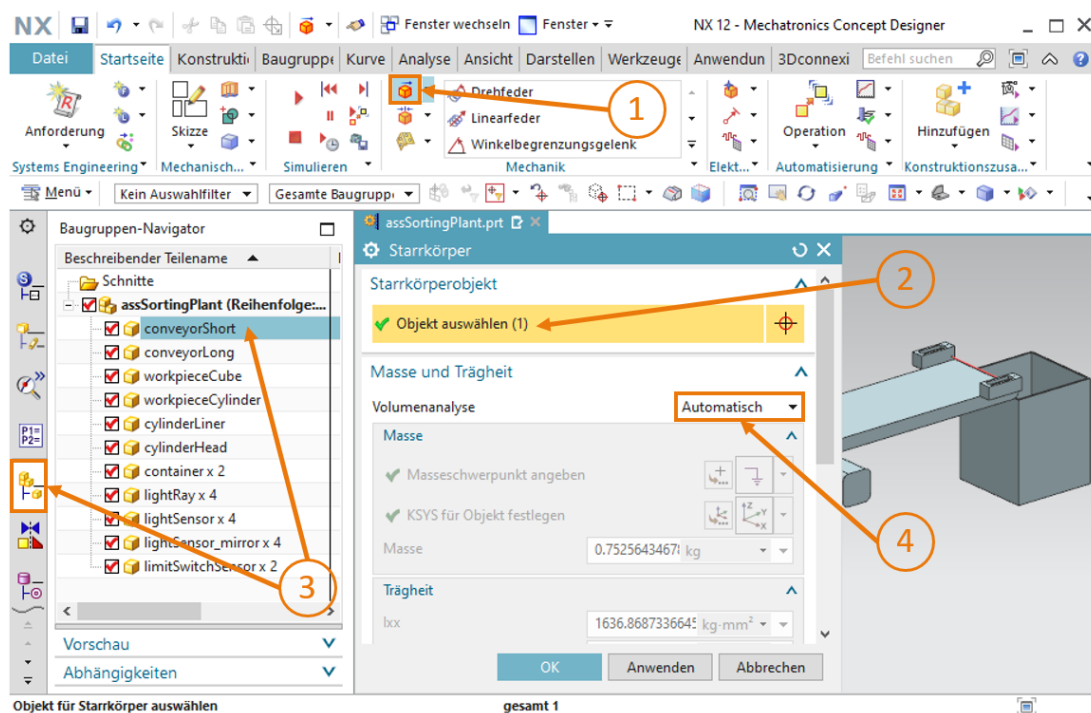 NX Fenster wechseln Fenster NX 12 - Mechatronics Concept Designer
Datei Startseite Konstrukti Baugruppe Kurve Analyse Ansicht Darstellen Werkzeuge Anwendun 3Dconnexi Befehl suchen
Anforderung Skizze Drehfeder Operation Hinzufügen
Linearfeder
Winkelbegrenzungsgelenk
1
Systems Engineering Mechanisch... Simulieren Mechanik Elekt... Automatisierung Konstruktionszusa...
Menü Kein Auswahlfilter Gesamte Baugruppe
Baugruppen-Navigator
Beschreibender Teilename
Schnitte
assSortingPlant (Reihenfolge:...
conveyorShort
conveyorLong
workpieceCube
workpieceCylinder
cylinderLiner
cylinderHead
container x 2
lightRay x 4
lightSensor x 4
lightSensor_mirror x 4
limitSwitchSensor x 2
3
P1=
P2=
Vorschau
Abhängigkeiten
assSortingPlant.prt
Starrkörper
Starrkörperobjekt
2
Objekt auswählen (1)
Masse und Trägheit
Volumenanalyse Automatisch
Masse
Masseschwerpunkt angeben
KSYS für Objekt festlegen
4
Masse 0.7525643467 kg
Trägheit
Ixx 1636.8687336645 kg·mm²
OK Anwenden Abbrechen
Objekt für Starrkörper auswählen gesamt 1